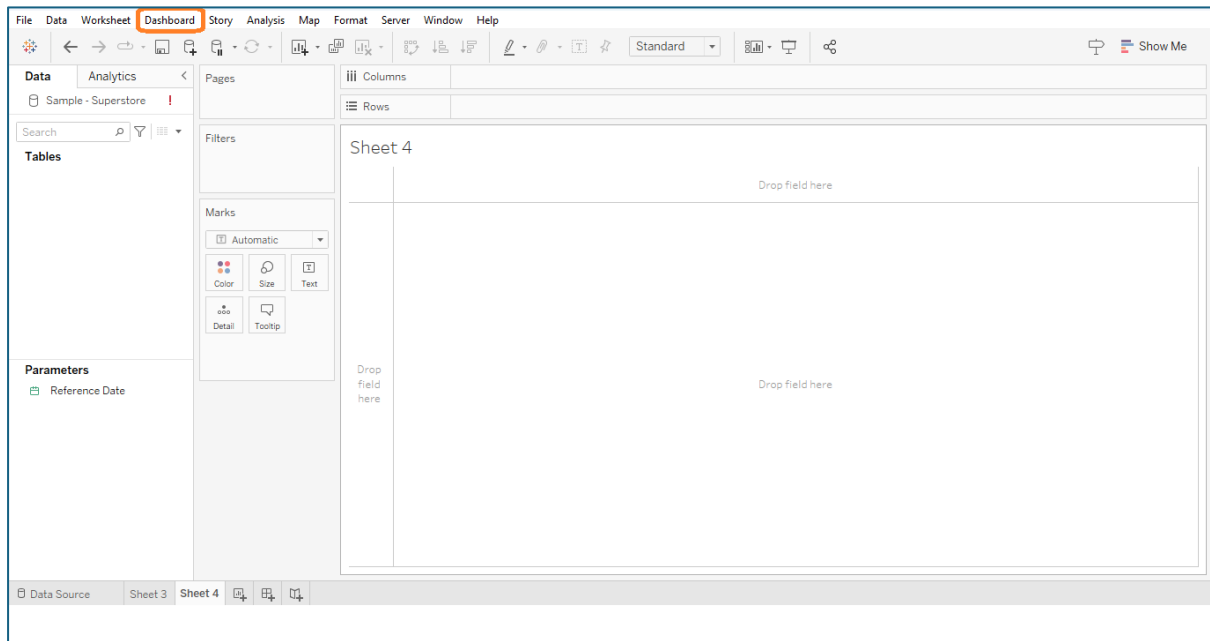 File Data Worksheet Dashboard Story Analysis Map Format Server Window Help
Standard
Show Me
Data Analytics
Sample - Superstore !
Search
Tables
Parameters
Reference Date
Pages
Filters
Marks
Automatic
Color Size Text
Detail Tooltip
Columns
Rows
Sheet 4
Drop field here
Drop
field
here
Drop field here
Data Source Sheet 3 Sheet 4